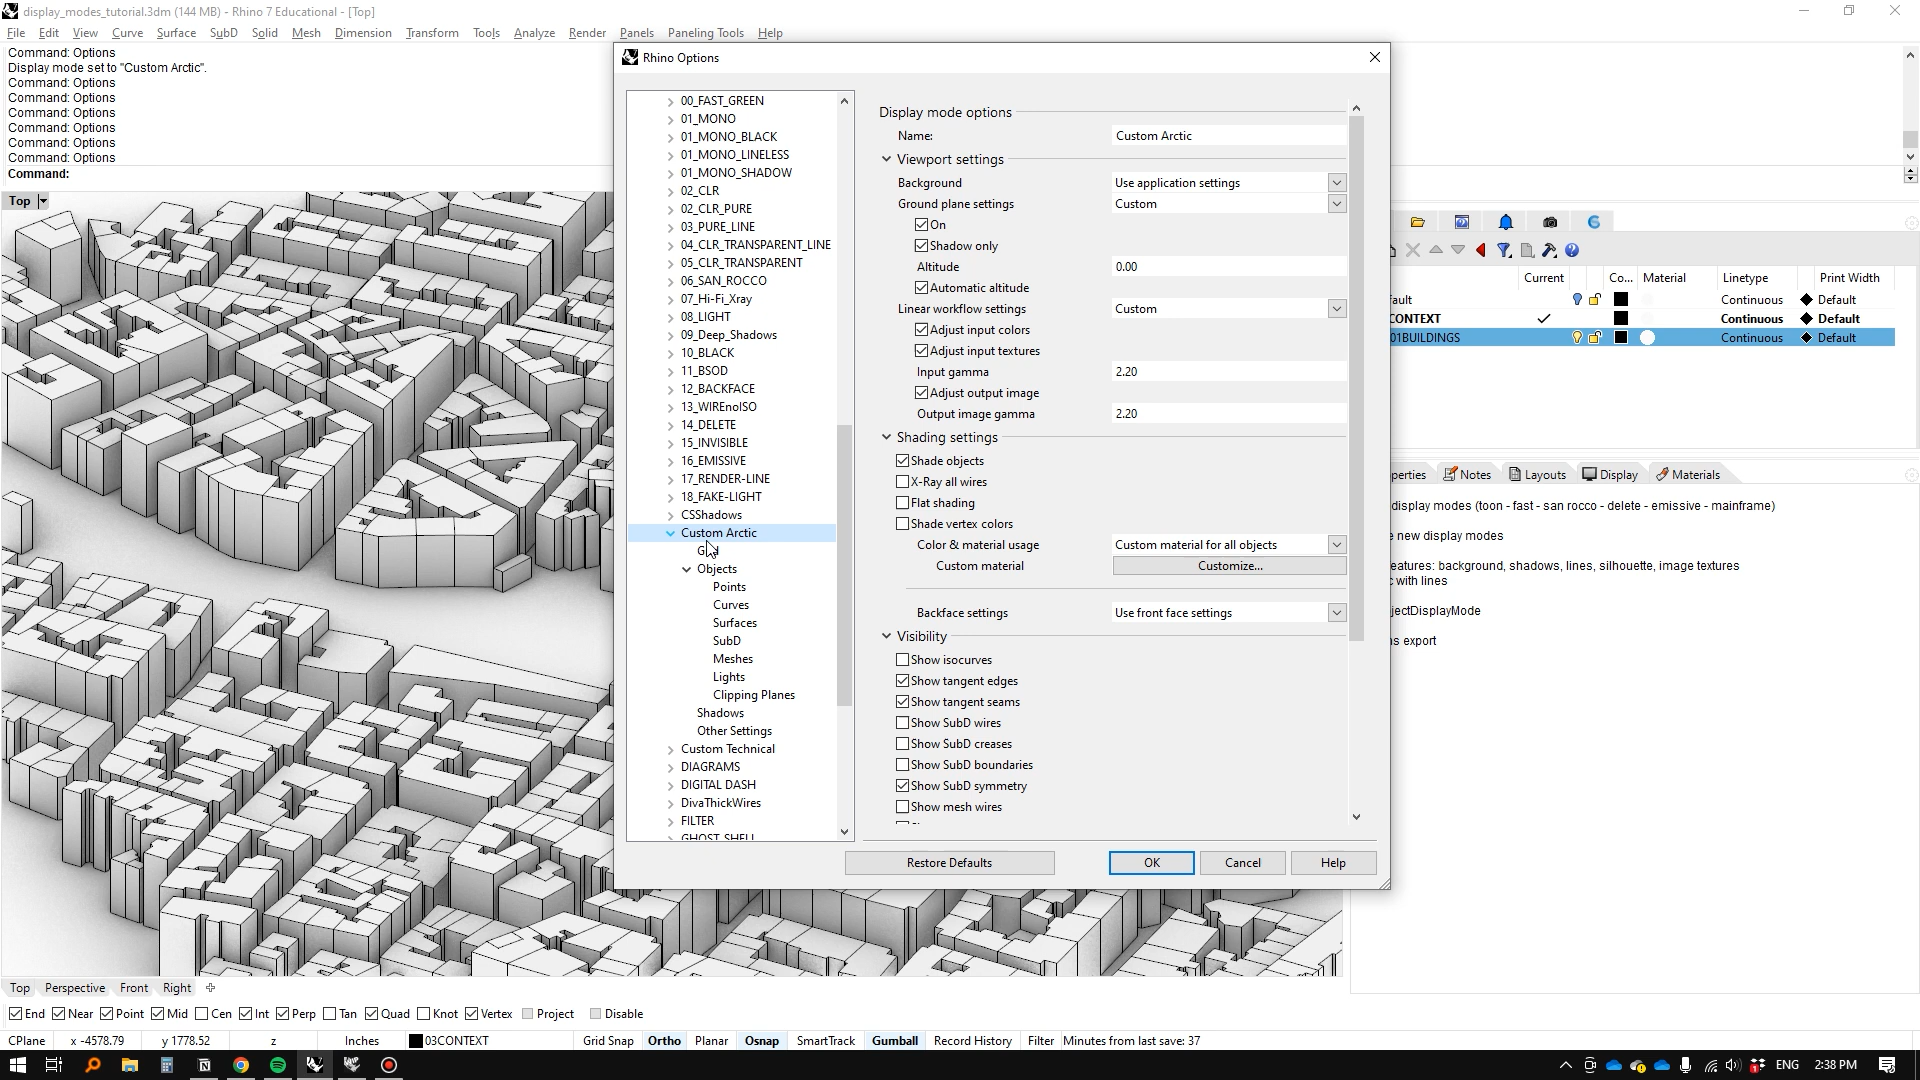 display_modes_tutorial.3dm (144 MB) - Rhino 7 Educational - [Top]
File Edit View Curve Surface SubD Solid Mesh Dimension Transform Tools Analyze Render Panels Paneling Tools Help
Command: Options
Display mode set to "Custom Arctic".
Command: Options
Command: Options
Command: Options
Command: Options
Command: Options
Command: Options
Command:
Top
Rhino Options
00_FAST_GREEN
01_MONO
01_MONO_BLACK
01_MONO_LINELESS
01_MONO_SHADOW
02_CLR
02_CLR_PURE
03_PURE_LINE
04_CLR_TRANSPARENT_LINE
05_CLR_TRANSPARENT
06_SAN_ROCCO
07_Hi-Fi_Xray
08_LIGHT
09_Deep_Shadows
10_BLACK
11_BSOD
12_BACKFACE
13_WIREnoISO
14_DELETE
15_INVISIBLE
16_EMISSIVE
17_RENDER-LINE
18_FAKE-LIGHT
CSShadows
Custom Arctic
Objects
Points
Curves
Surfaces
SubD
Meshes
Lights
Clipping Planes
Shadows
Other Settings
Custom Technical
DIAGRAMS
DIGITAL DASH
DivaThickWires
FILTER
GHOST SHELL
Display mode options
Name: Custom Arctic
Viewport settings
Background Use application settings
Ground plane settings Custom
On
Shadow only
Altitude 0.00
Automatic altitude
Linear workflow settings Custom
Adjust input colors
Adjust input textures
Input gamma 2.20
Adjust output image
Output image gamma 2.20
Shading settings
Shade objects
X-Ray all wires
Flat shading
Shade vertex colors
Color & material usage Custom material for all objects
Custom material Customize...
Backface settings Use front face settings
Visibility
Show isocurves
Show tangent edges
Show tangent seams
Show SubD wires
Show SubD creases
Show SubD boundaries
Show SubD symmetry
Show mesh wires
Restore Defaults OK Cancel Help
Current Co... Material Linetype Print Width
fault Continuous Default
CONTEXT Continuous Default
01BUILDINGS Continuous Default
perties Notes Layouts Display Materials
display modes (toon - fast - san rocco - delete - emissive - mainframe)
e new display modes
eatures: background, shadows, lines, silhouette, image textures
c with lines
jectDisplayMode
s export
Top Perspective Front Right
End Near Point Mid Cen Int Perp Tan Quad Knot Vertex Project Disable
CPlane x -4578.79 y 1778.52 z Inches 03CONTEXT Grid Snap Ortho Planar Osnap SmartTrack Gumball Record History Filter Minutes from last save: 37
ENG 2:38 PM